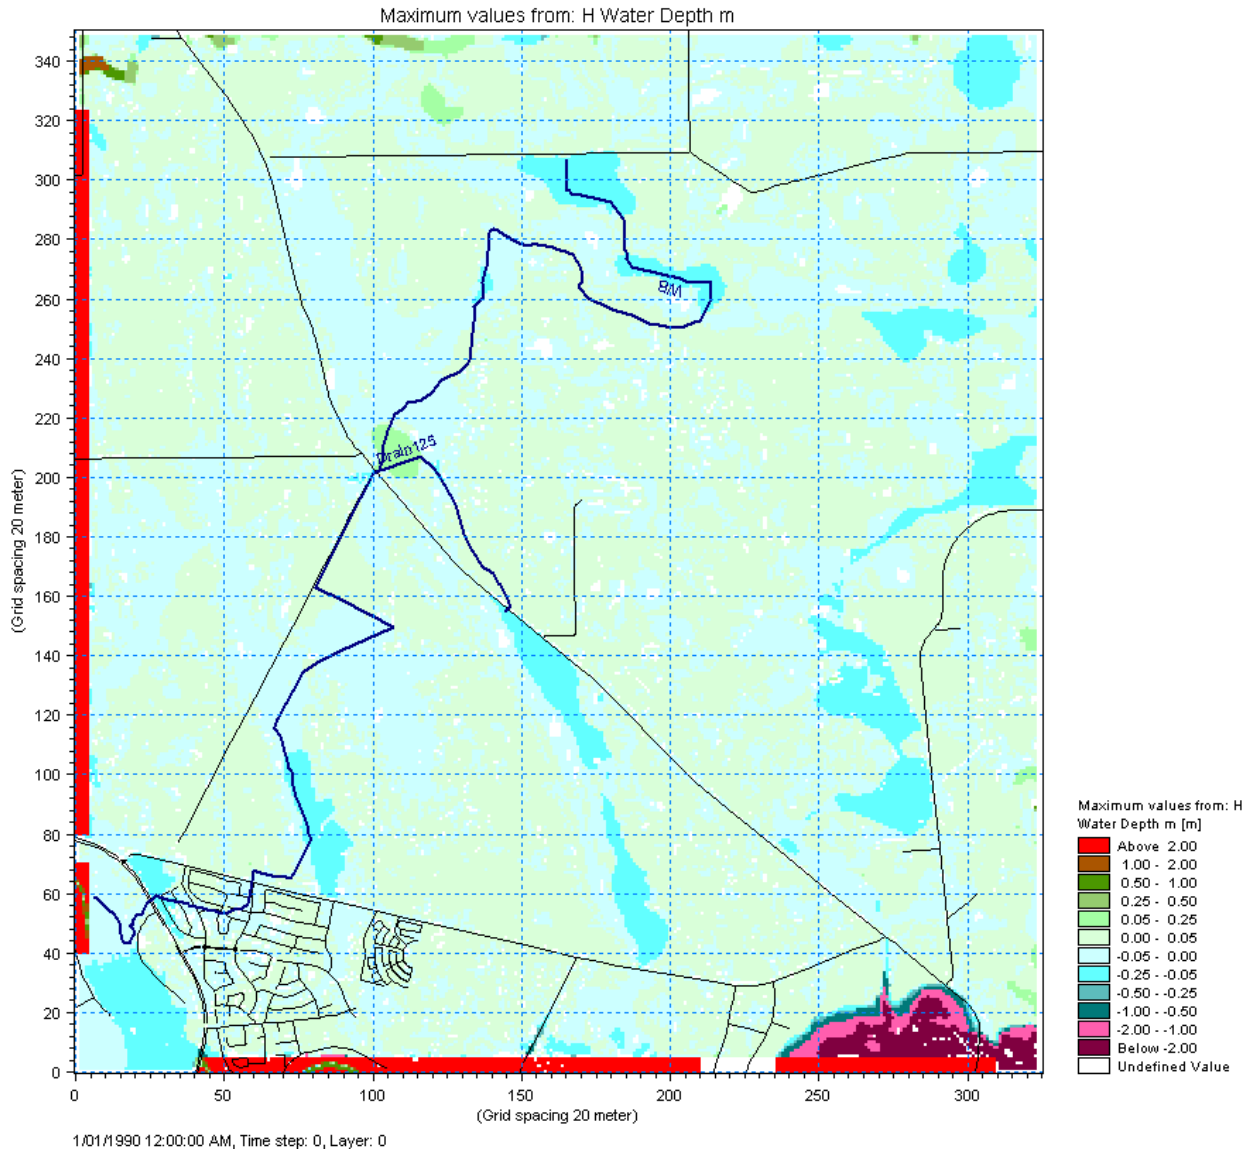 Maximum values from: H Water Depth m
340
320
300
280
260
240
220
200
180
160
140
120
100
80
60
40
20
0
(Grid spacing 20 meter)
W8
Drain125
0 50 100 150 200 250 300
(Grid spacing 20 meter)
1/01/1990 12:00:00 AM, Time step: 0, Layer: 0
Maximum values from: H
Water Depth m [m]
Above 2.00
1.00 - 2.00
0.50 - 1.00
0.25 - 0.50
0.05 - 0.25
0.00 - 0.05
-0.05 - 0.00
-0.25 - -0.05
-0.50 - -0.25
-1.00 - -0.50
-2.00 - -1.00
Below -2.00
Undefined Value